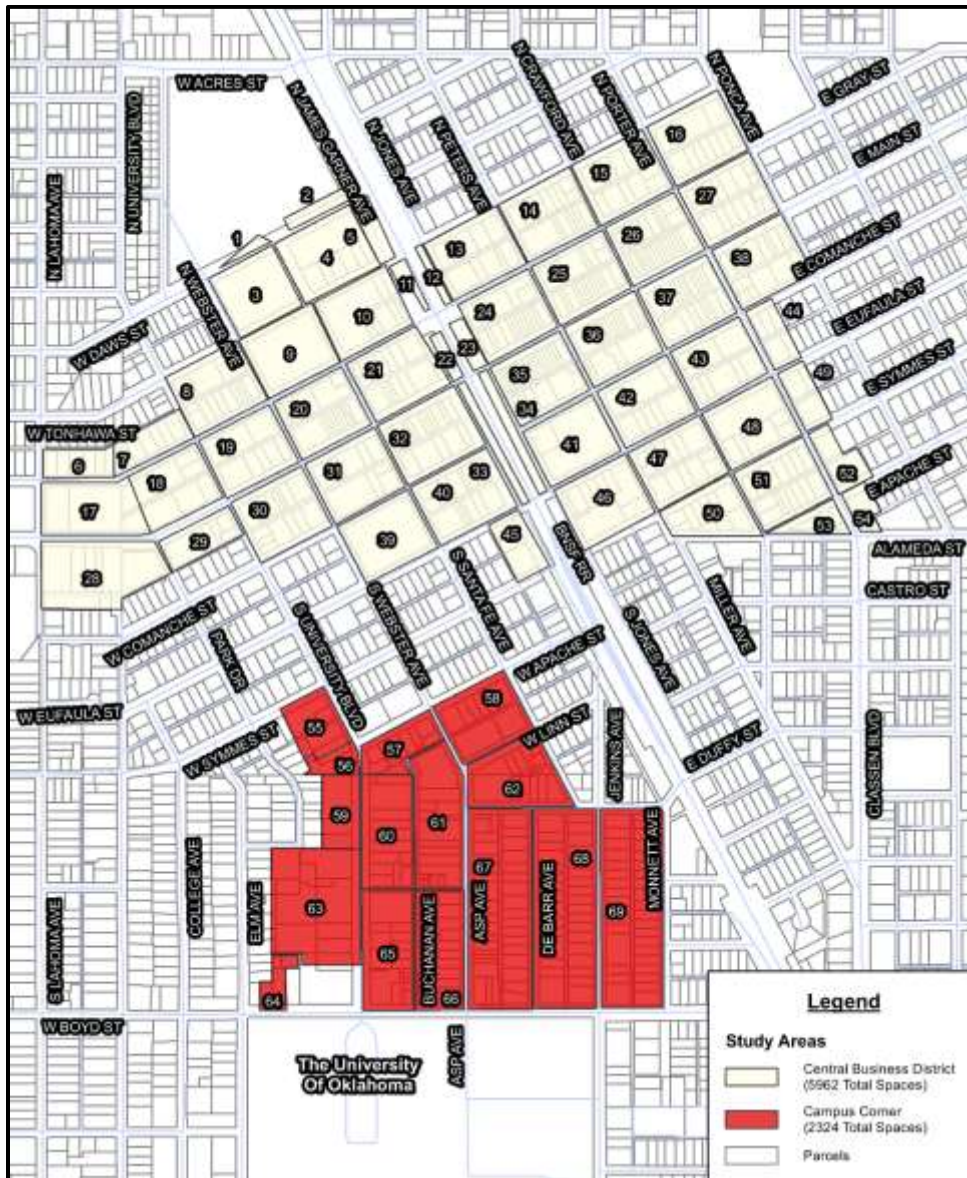 W ACRES ST
N UNIVERSITY BLVD
N LAHOMA AVE
N JAMES GARNER AVE
N JONES AVE
N PETERS AVE
N CRAWFORD AVE
N PORTER AVE
N PONCA AVE
E GRAY ST
E MAIN ST
E COMANCHE ST
E EUFAULA ST
E SYMMES ST
E APACHE ST
N WEBSTER AVE
W DAWS ST
W TONHAWA ST
1
2
3
4
5
6
7
8
9
10
11
12
13
14
15
16
17
18
19
20
21
22
23
24
25
26
27
28
29
30
31
32
33
34
35
36
37
38
39
40
41
42
43
44
45
46
47
48
49
50
51
52
53
54
ALAMEDA ST
CASTRO ST
BNSF RR
MILLER AVE
S JONES AVE
S SANTA FE AVE
S WEBSTER AVE
S UNIVERSITY BLVD
PARK DR
W COMANCHE ST
W EUFAULA ST
W SYMMES ST
W APACHE ST
W LINN ST
JENKINS AVE
E DUFFY ST
CLASSEN BLVD
55
56
57
58
59
60
61
62
63
64
65
66
67
68
69
COLLEGE AVE
ELM AVE
S LAHOMA AVE
BUCHANAN AVE
ASP AVE
DE BARR AVE
MONNETT AVE
W BOYD ST
ASP AVE
The University
Of Oklahoma
Legend
Study Areas
Central Business District
(5962 Total Spaces)
Campus Corner
(2324 Total Spaces)
Parcels